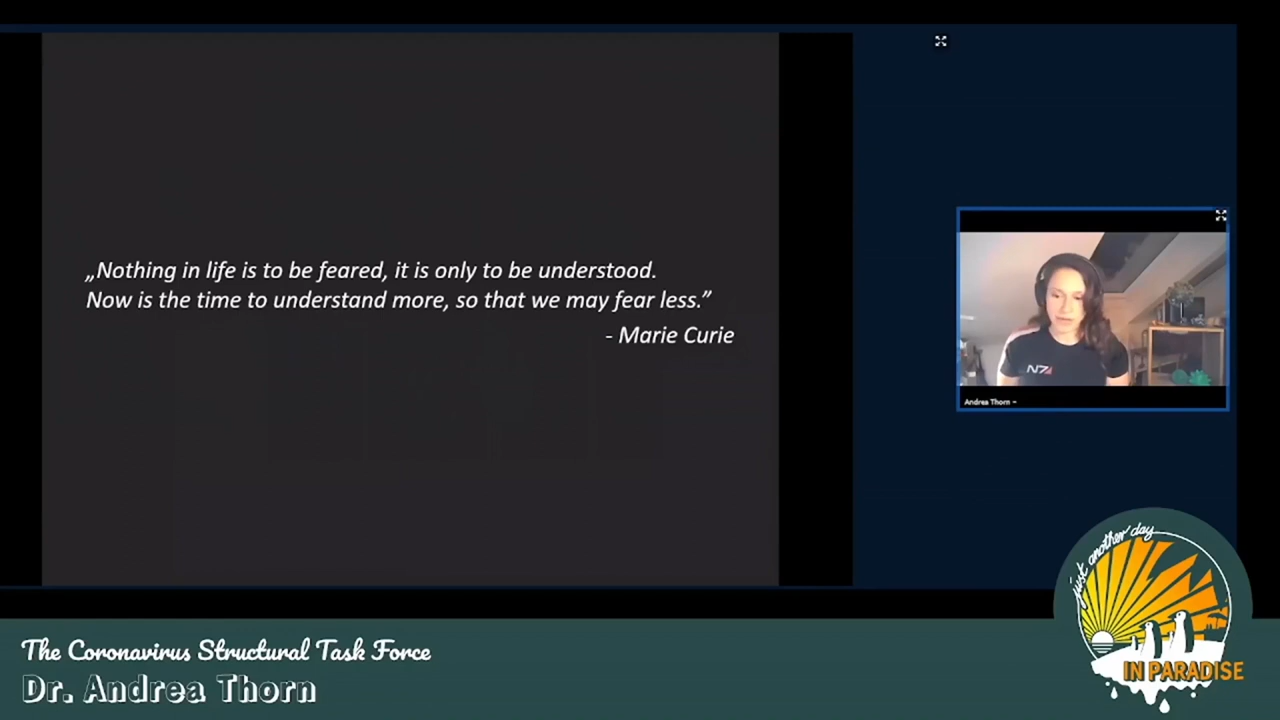 „Nothing in life is to be feared, it is only to be understood.
Now is the time to understand more, so that we may fear less.”
- Marie Curie
N7
Andrea Thorn
just another day
IN PARADISE
The Coronavirus Structural Task Force
Dr. Andrea Thorn